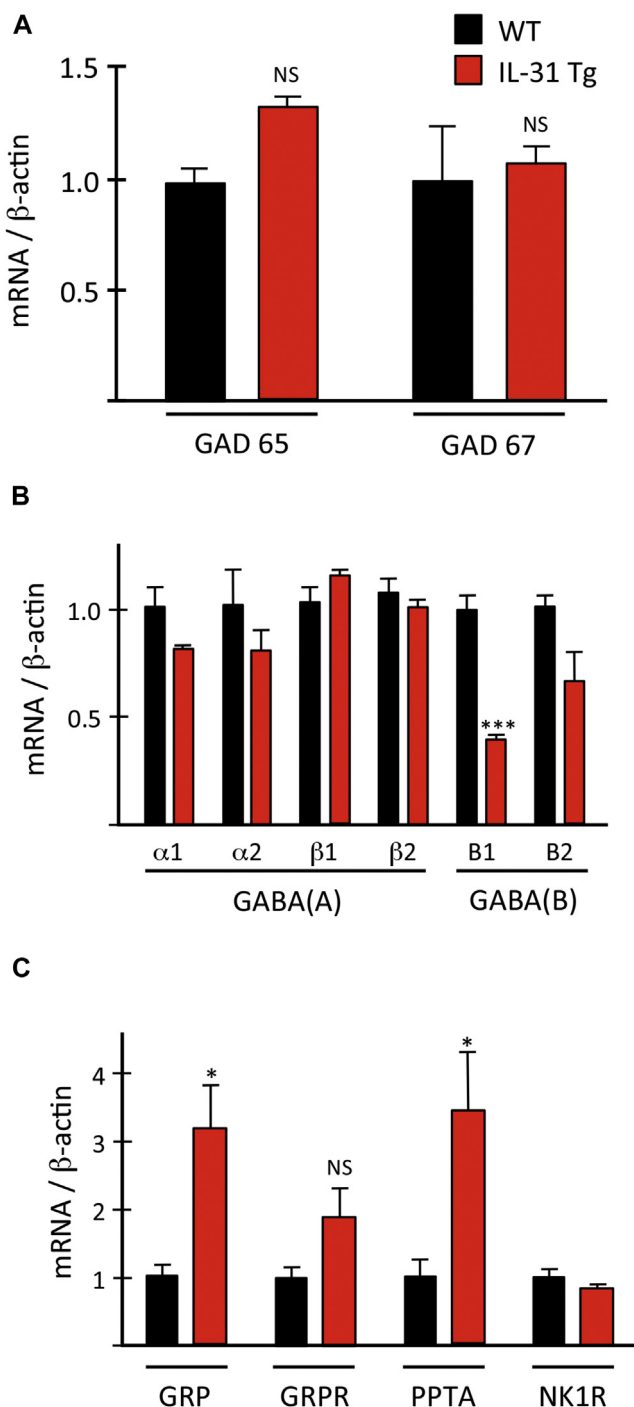 A
WT
IL-31 Tg
mRNA / β-actin
1.5
1.0
0.5
NS
NS
GAD 65 GAD 67
B
mRNA / β-actin
1.0
0.5
***
α1 α2 β1 β2 B1 B2
GABA(A) GABA(B)
C
mRNA / β-actin
4
3
2
1
*
NS
*
GRP GRPR PPTA NK1R